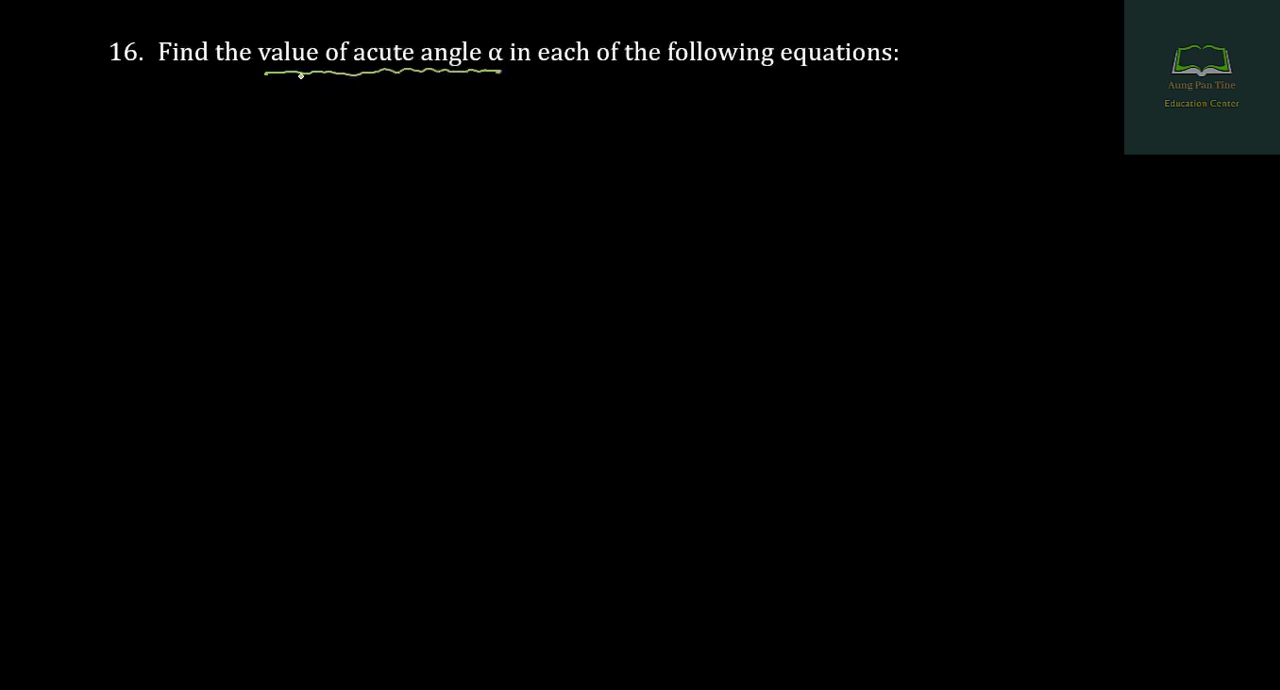 16. Find the value of acute angle α in each of the following equations:
Aung Pan Tine
Education Center